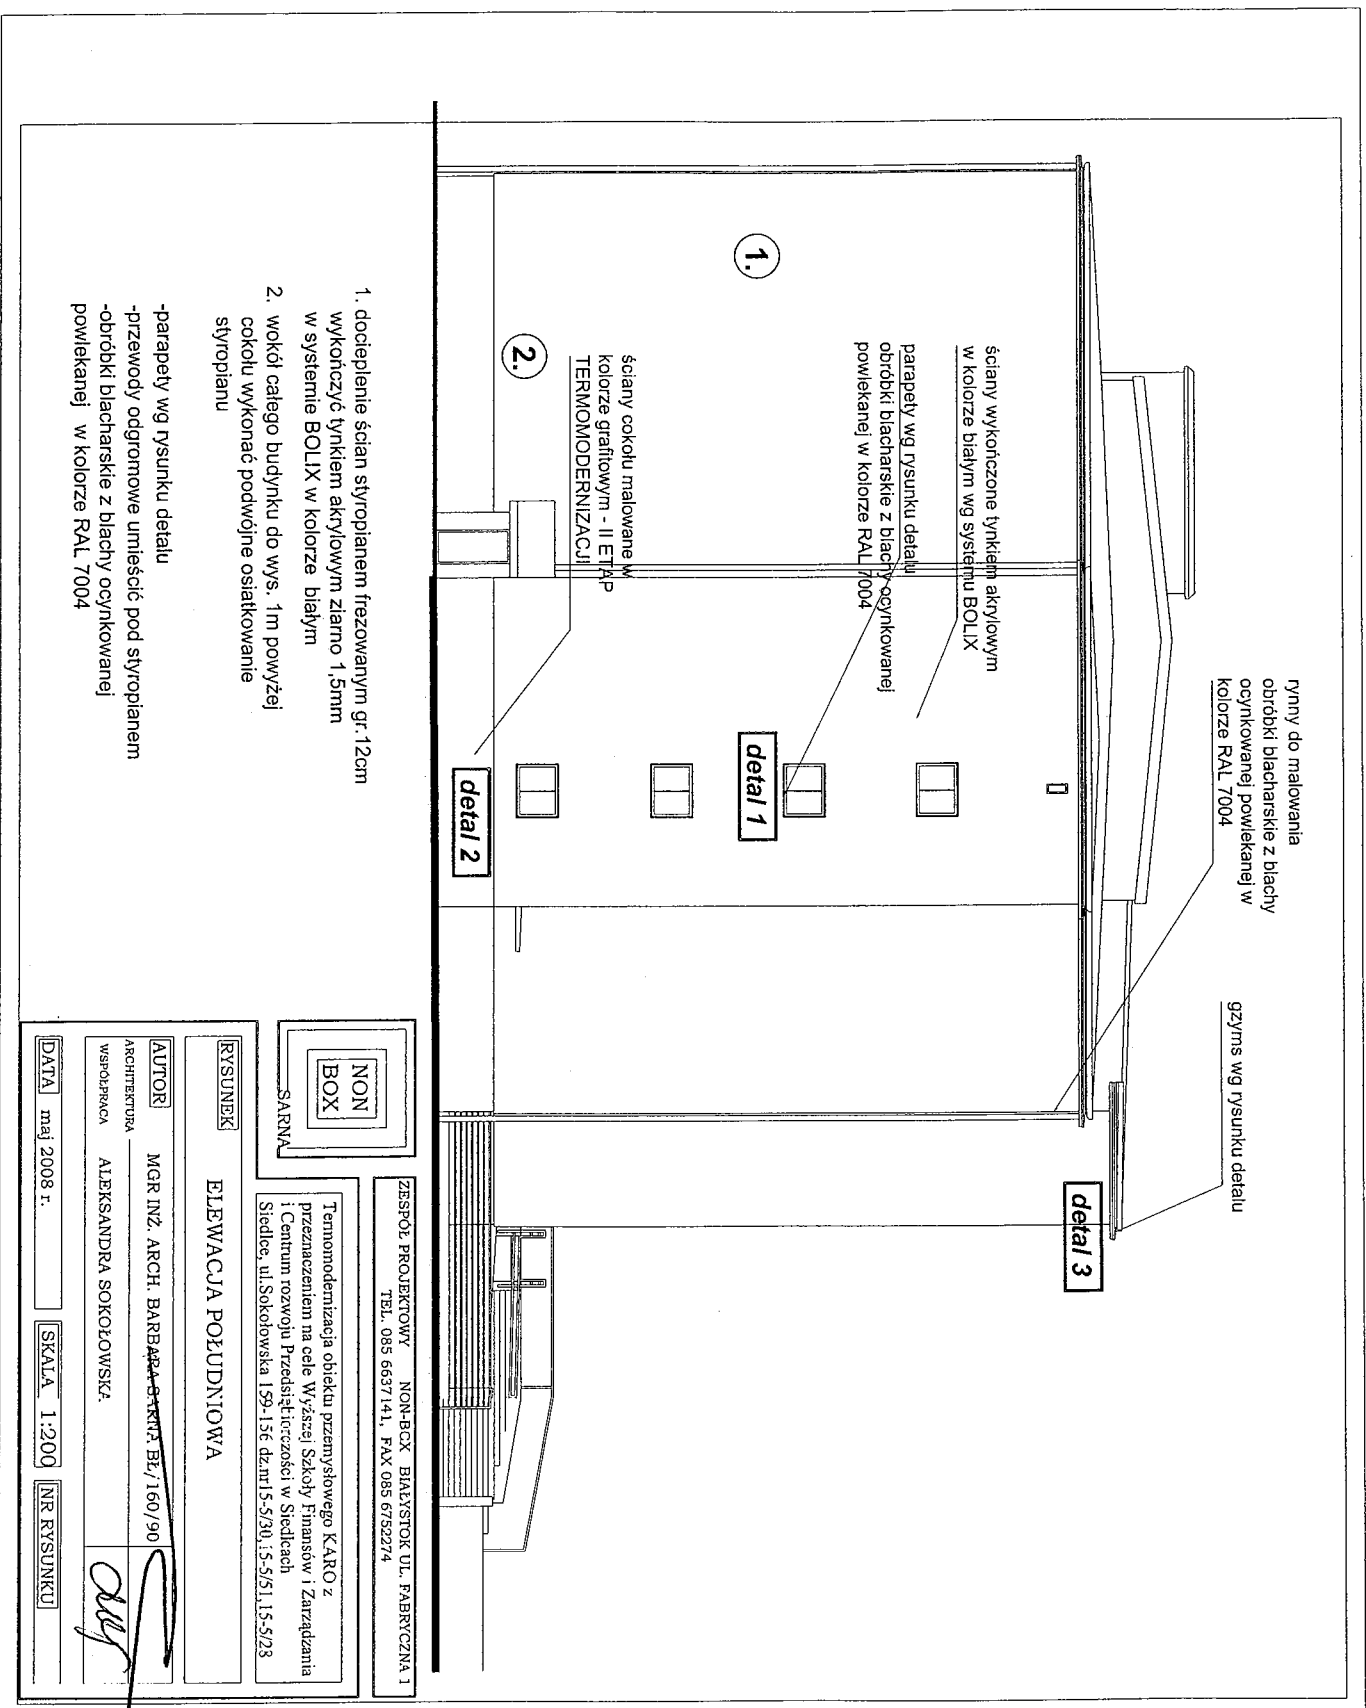 rynny do malowania
obróbki blacharskie z blachy
ocynkowanej powlekanej w
kolorze RAL 7004
gzyms wg rysunku detalu
detal 3
ściany wykończone tynkiem akrylowym
w kolorze białym wg systemu BOLIX
parapety wg rysunku detalu
obróbki blacharskie z blachy ocynkowanej
powlekanej w kolorze RAL 7004
1.
detal 1
ściany cokołu malowane w
kolorze grafitowym - II ETAP
TERMOMODERNIZACJI
2.
detal 2
1. docieplenie ścian styropianem frezowanym gr.12cm
wykończyć tynkiem akrylowym ziarno 1,5mm
w systemie BOLIX w kolorze białym
2. wokół całego budynku do wys. 1m powyżej
cokołu wykonać podwójne osiatkowanie
styropianu
-parapety wg rysunku detalu
-przewody odgromowe umieścić pod styropianem
-obróbki blacharskie z blachy ocynkowanej
powlekanej w kolorze RAL 7004
NON
BOX
SARNA
ZESPÓŁ PROJEKTOWY NON-BOX BIAŁYSTOK UL. FABRYCZNA 1
TEL. 085 6637141, FAX 085 6752274
Termomodernizacja obiektu przemysłowego KARO z
przeznaczeniem na cele Wyższej Szkoły Finansów i Zarządzania
i Centrum rozwoju Przedsiębiorczości w Siedlcach
Siedlce, ul.Sokołowska 159-156 dz.nr15-5/30,15-5/51,15-5/28
RYSUNEK
ELEWACJA POŁUDNIOWA
AUTOR MGR INŻ. ARCH. BARBARA SARNA BŁ/160/90
ARCHITEKTURA
WSPÓŁPRACA ALEKSANDRA SOKOŁOWSKA
DATA maj 2008 r. SKALA 1:200 NR RYSUNKU